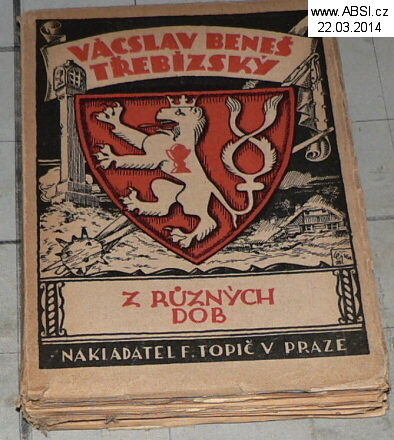 www.ABSI.cz
22.03.2014
VÁCSLAV BENEŠ
TŘEBÍZSKÝ
Z RŮZNÝCH
DOB
NAKLADATEL F. TOPIČ V PRAZE